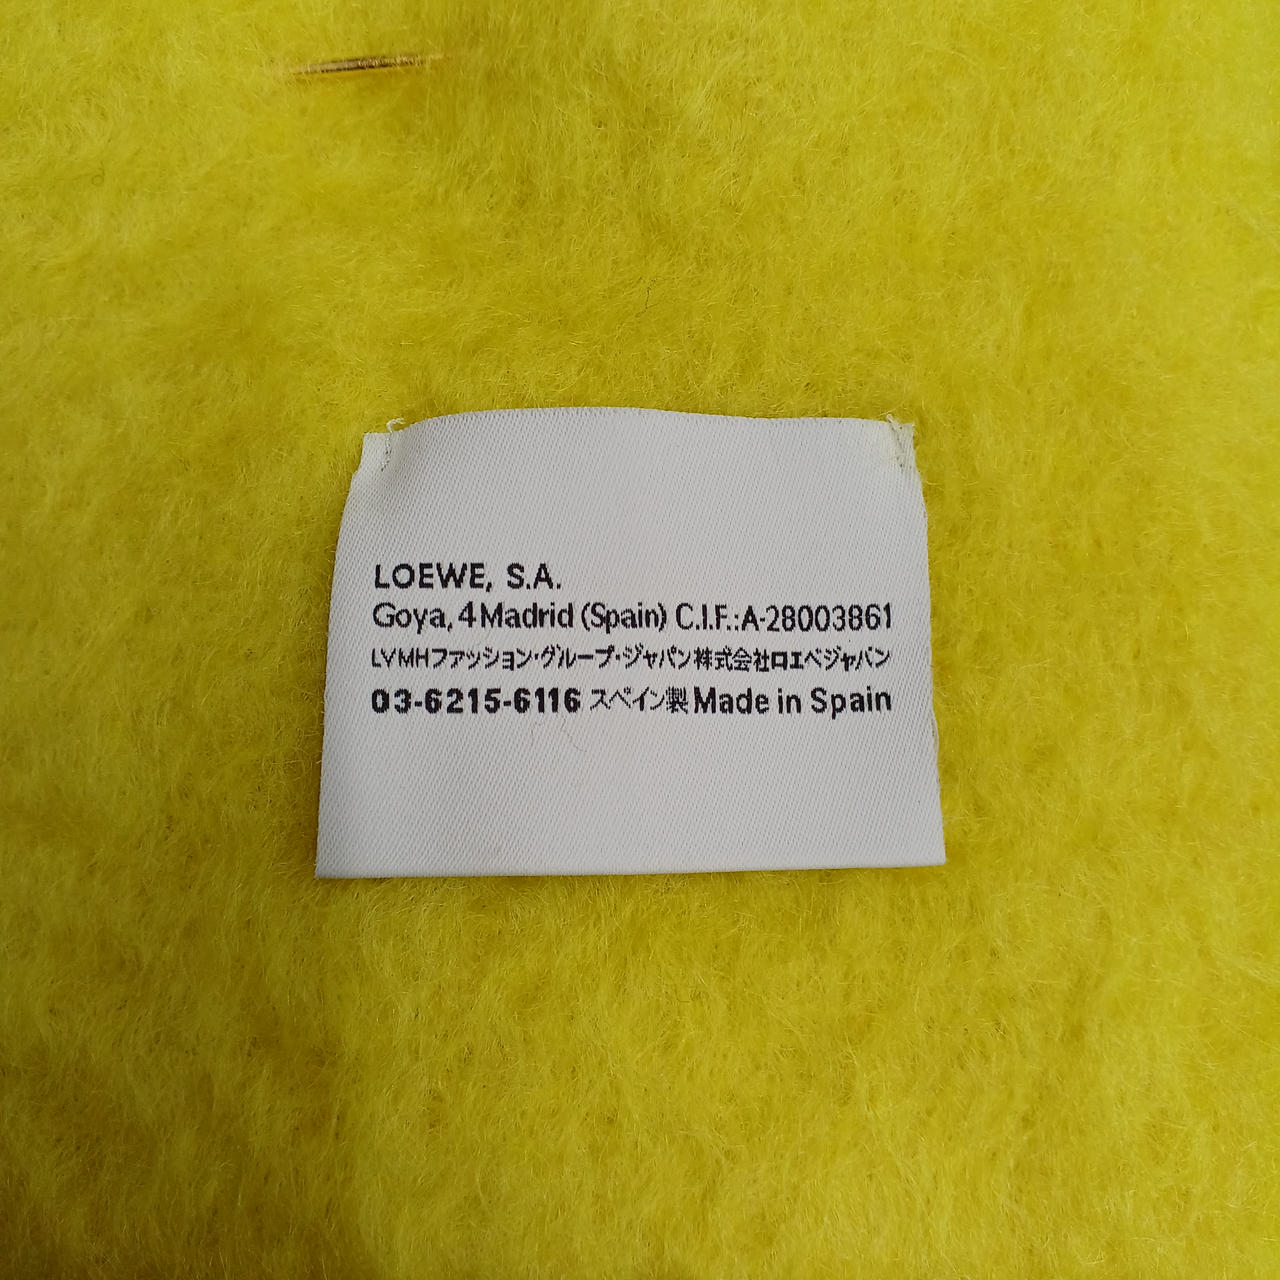 LOEWE, S.A.
Goya, 4 Madrid (Spain) C.I.F.:A-28003861
LVMHファッション・グループ・ジャパン株式会社ロエベジャパン
03-6215-6116 スペイン製 Made in Spain